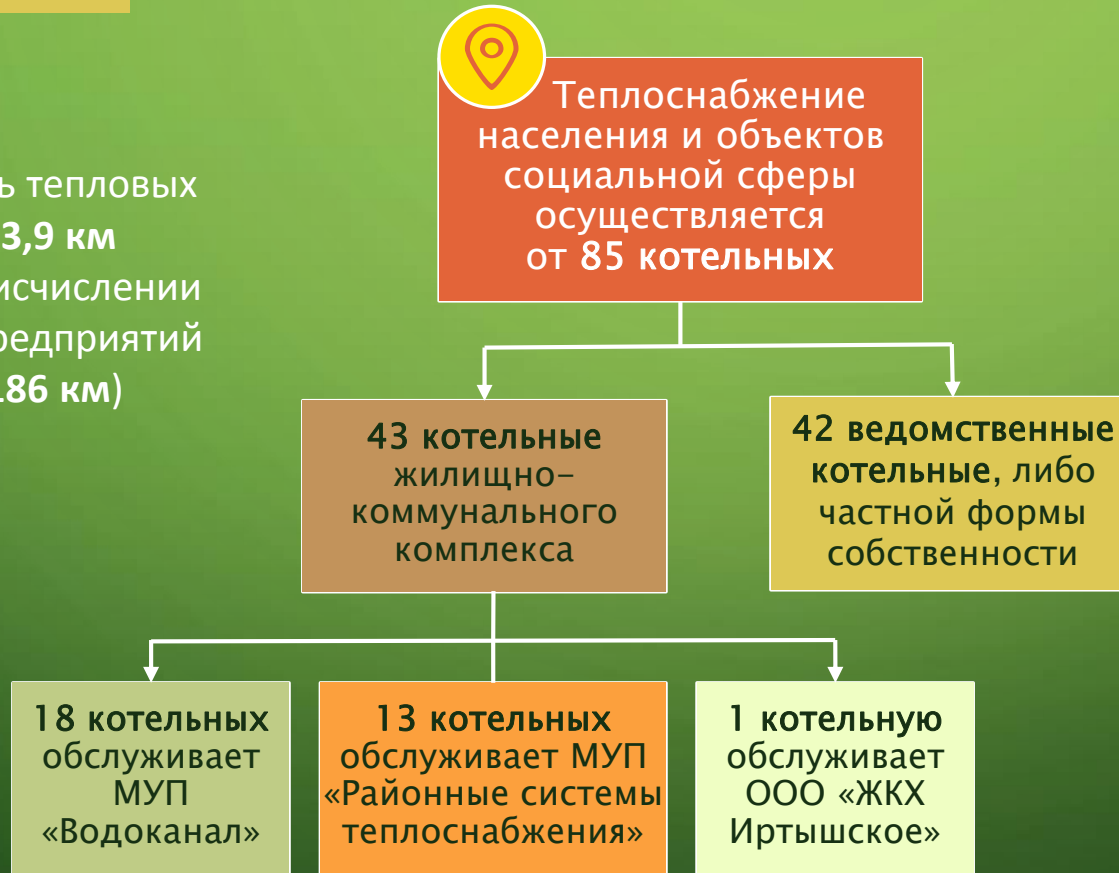 Теплоснабжение
населения и объектов
социальной сферы
осуществляется
от 85 котельных
тепловых
3,9 км
86 км)
43 котельные
жилищно-
коммунального
комплекса
42 ведомственные
котельные, либо
частной формы
собственности
18 котельных
обслуживает
МУП
«Водоканал»
13 котельных
обслуживает МУП
«Районные системы
теплоснабжения»
1 котельную
обслуживает
ООО «ЖКХ
Иртышское»